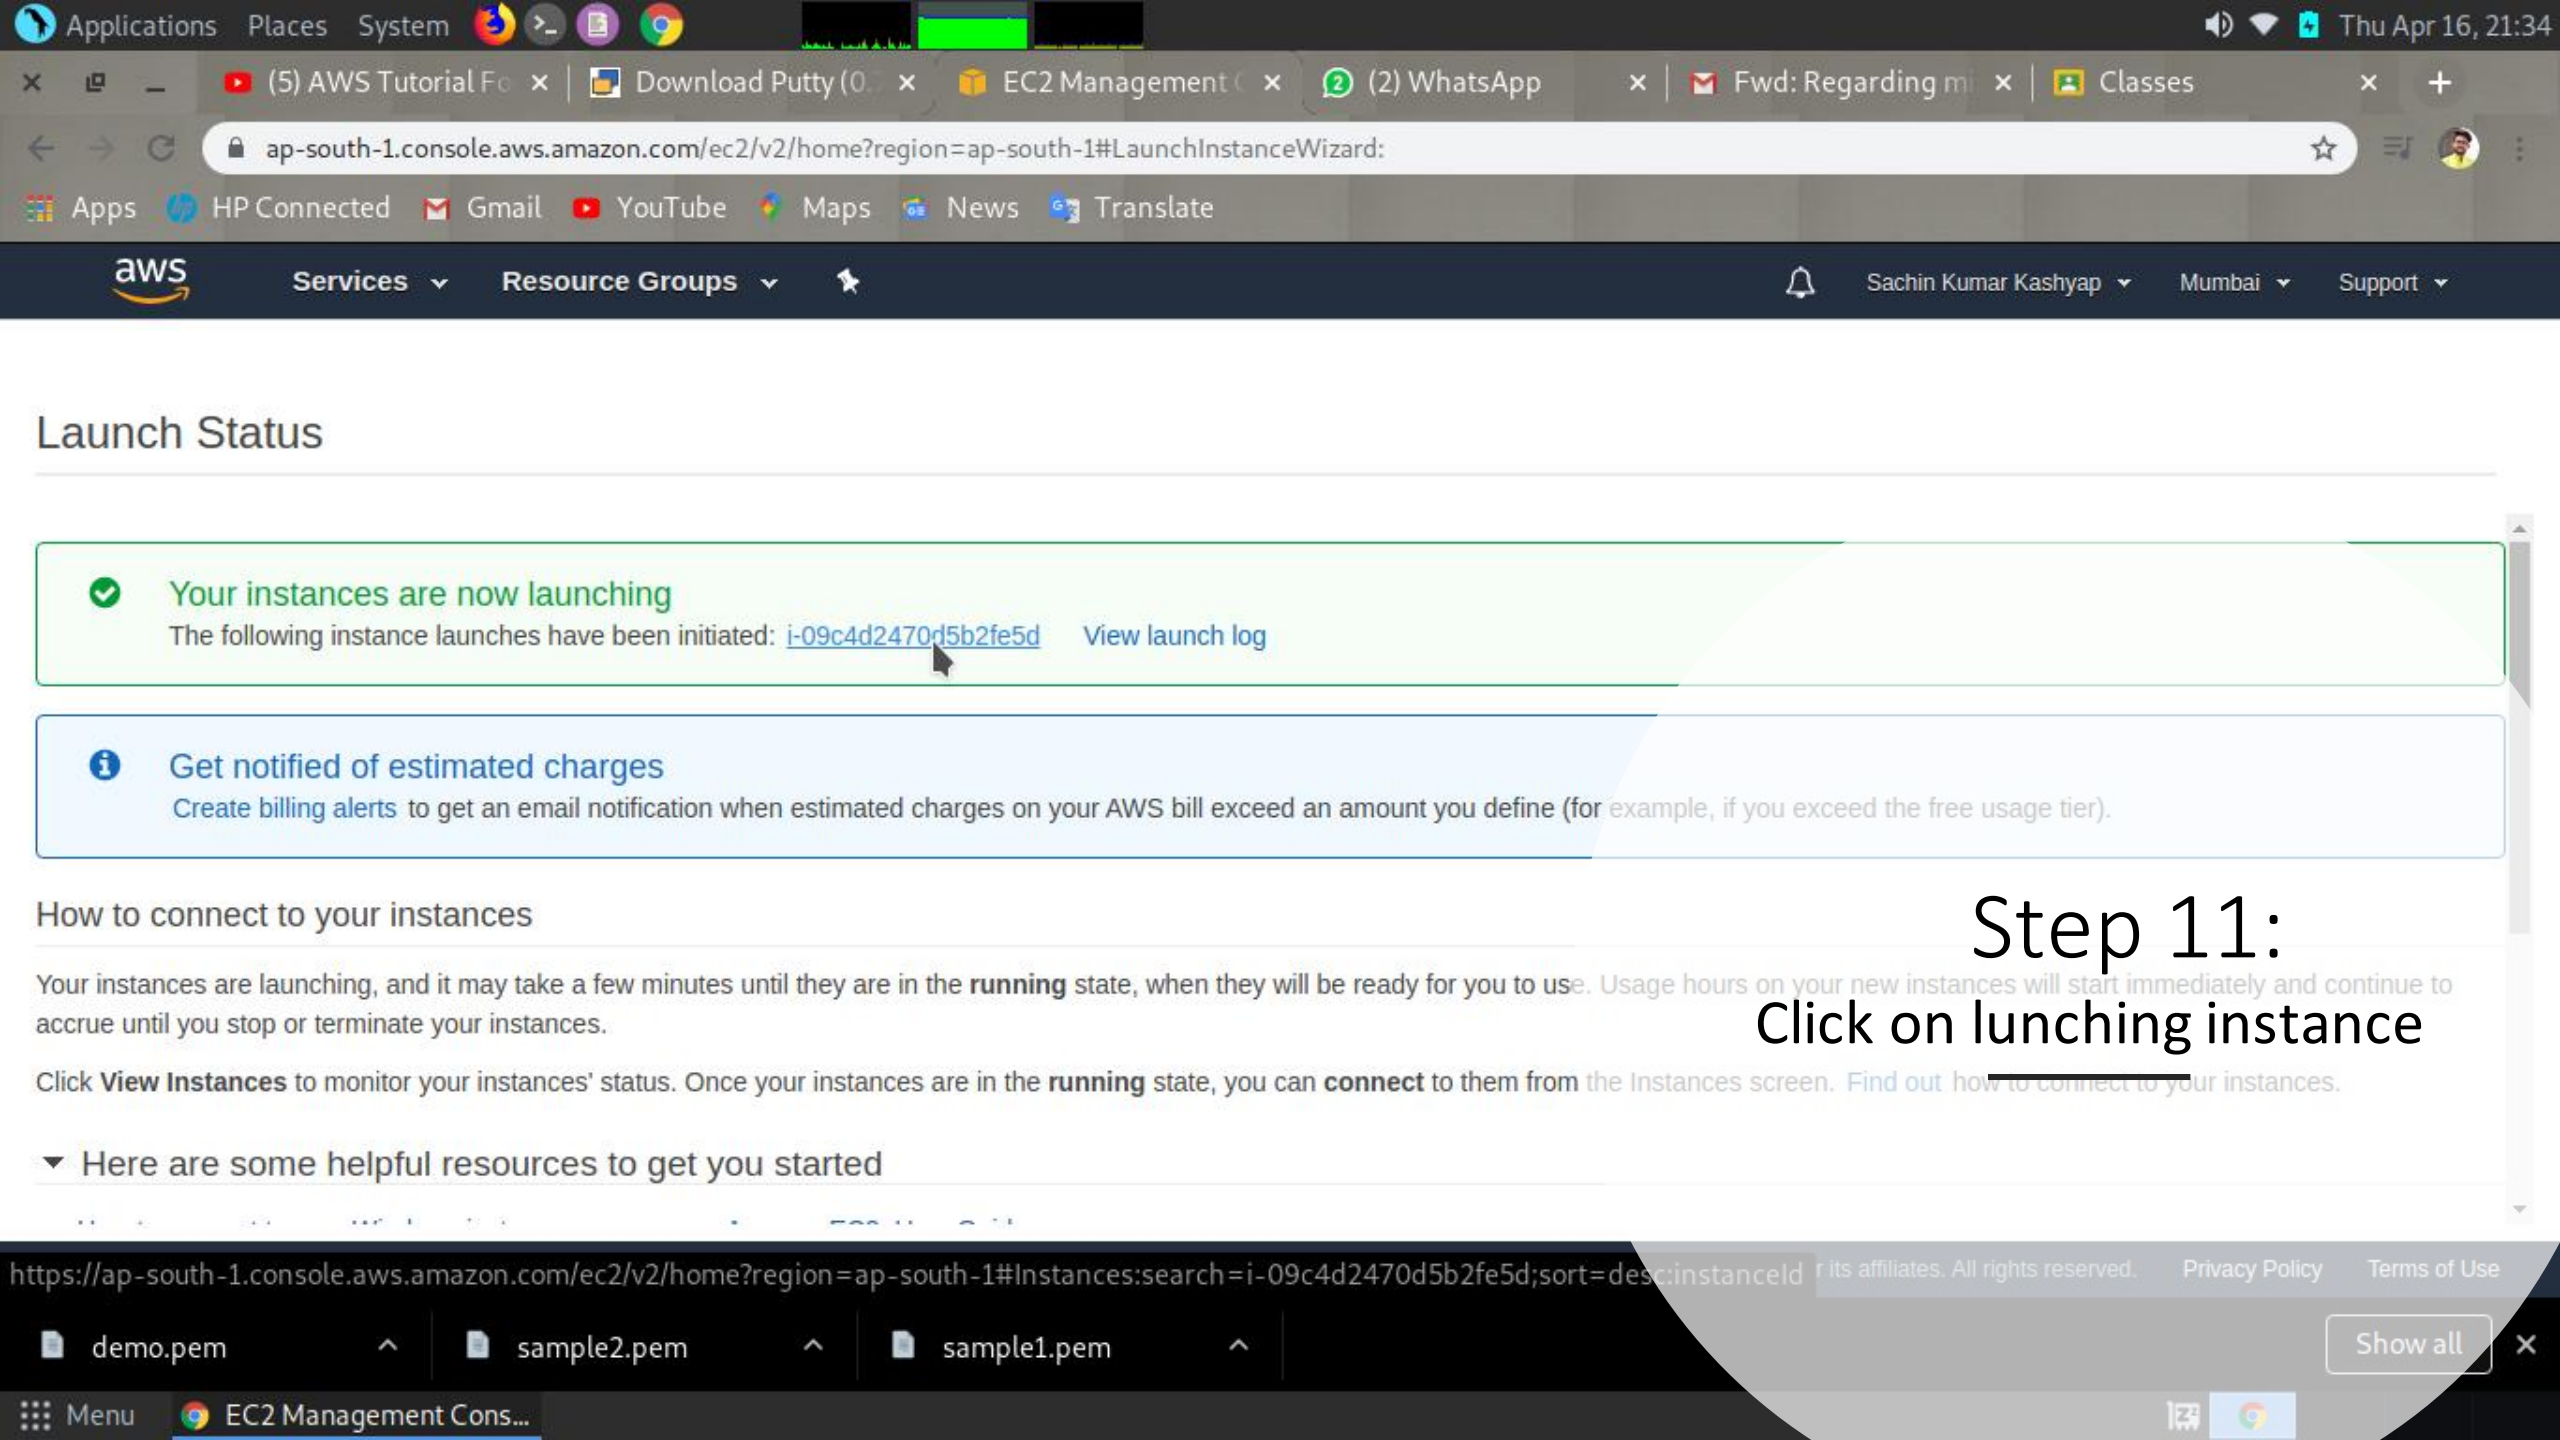 Applications Places System Thu Apr 16, 21:34
(5) AWS Tutorial Fo Download Putty (0. EC2 Management (2) WhatsApp Fwd: Regarding m Classes
ap-south-1.console.aws.amazon.com/ec2/v2/home?region=ap-south-1#LaunchInstanceWizard:
Apps HP Connected Gmail YouTube Maps News Translate
aws Services Resource Groups Sachin Kumar Kashyap Mumbai Support
Launch Status
Your instances are now launching
The following instance launches have been initiated: i-09c4d2470d5b2fe5d View launch log
Get notified of estimated charges
Create billing alerts to get an email notification when estimated charges on your AWS bill exceed an amount you define (for example, if you exceed the free usage tier).
How to connect to your instances
Your instances are launching, and it may take a few minutes until they are in the running state, when they will be ready for you to use. Usage hours on your new instances will start immediately and continue to
accrue until you stop or terminate your instances.
Click View Instances to monitor your instances' status. Once your instances are in the running state, you can connect to them from the Instances screen. Find out how to connect to your instances.
Step 11:
Click on lunching instance
Here are some helpful resources to get you started
https://ap-south-1.console.aws.amazon.com/ec2/v2/home?region=ap-south-1#Instances:search=i-09c4d2470d5b2fe5d;sort=desc:instanceId its affiliates. All rights reserved. Privacy Policy Terms of Use
demo.pem sample2.pem sample1.pem Show all
Menu EC2 Management Cons...